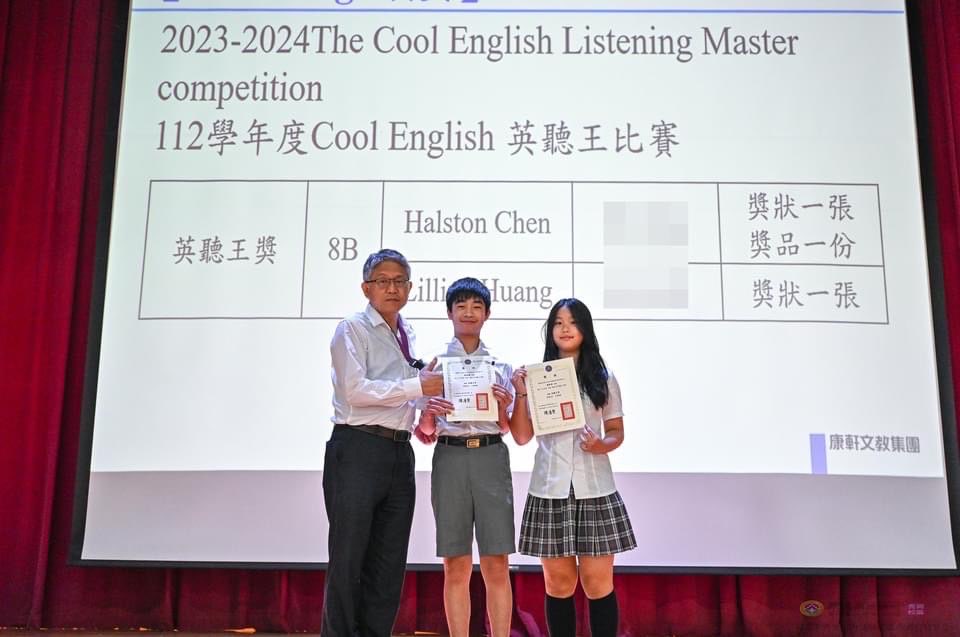 2023-2024The Cool English Listening Master
competition
112學年度Cool English 英聽王比賽
英聽王獎
8B
Halston Chen
獎狀一張
獎品一份
Huang
獎狀一張
康軒文教集團